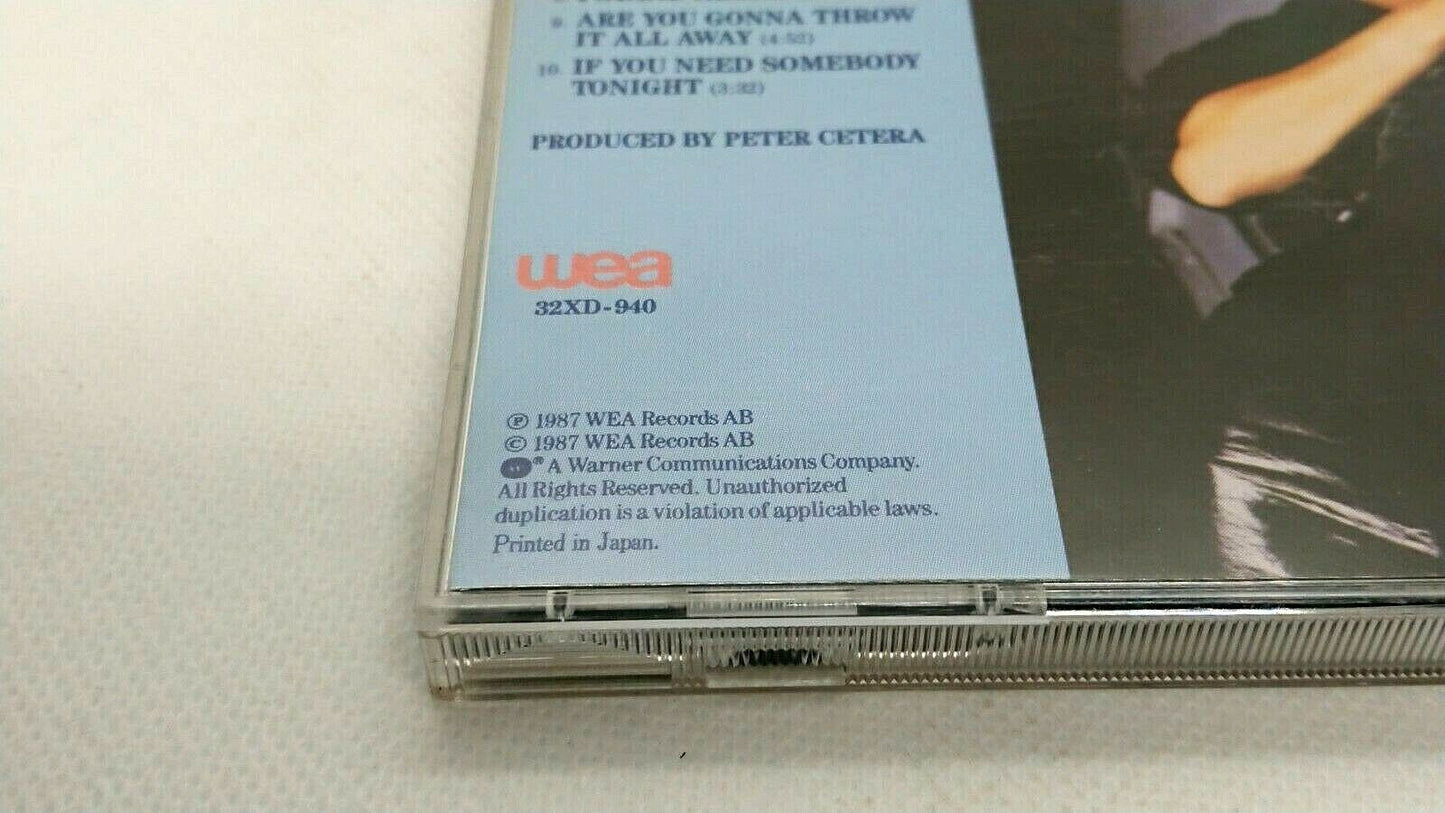 9 ARE YOU GONNA THROW
IT ALL AWAY (4:52)
10 IF YOU NEED SOMEBODY
TONIGHT (3:32)
PRODUCED BY PETER CETERA
wea
32XD-940
℗ 1987 WEA Records AB
© 1987 WEA Records AB
® A Warner Communications Company.
All Rights Reserved. Unauthorized
duplication is a violation of applicable laws.
Printed in Japan.